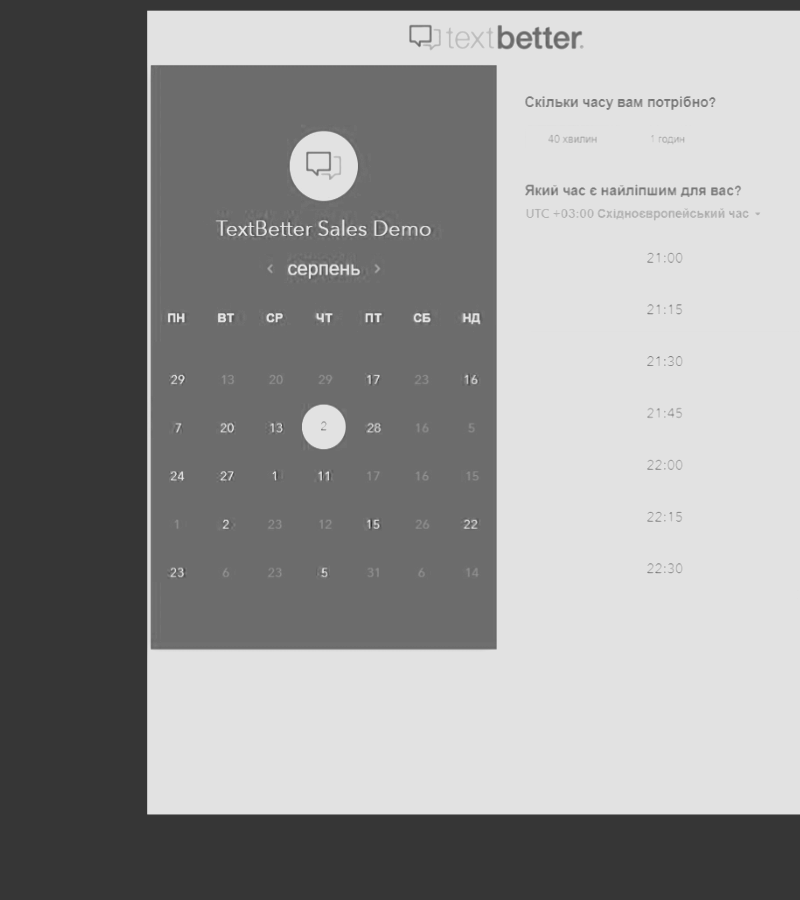 textbetter.
TextBetter Sales Demo
‹ серпень ›
ПН ВТ СР ЧТ ПТ СБ НД
29 13 20 29 17 23 16
7 20 13 2 28 16 5
24 27 1 11 17 16 15
1 2 23 12 15 26 22
23 6 23 5 31 6 14
Скільки часу вам потрібно?
40 хвилин 1 годин
Який час є найліпшим для вас?
UTC +03:00 Східноєвропейський час
21:00
21:15
21:30
21:45
22:00
22:15
22:30